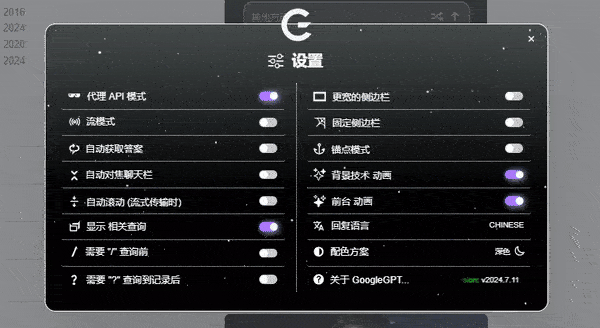 2016
2024
2020
2024
设置
代理 API 模式
流模式
自动获取答案
自动对焦聊天栏
自动滚动 (流式传输时)
显示 相关查询
需要 "/" 查询前
需要 "?" 查询到记录后
更宽的侧边栏
固定侧边栏
锚点模式
背景技术 动画
前台 动画
回复语言 CHINESE
配色方案 深色
关于 GoogleGPT... v2024.7.11